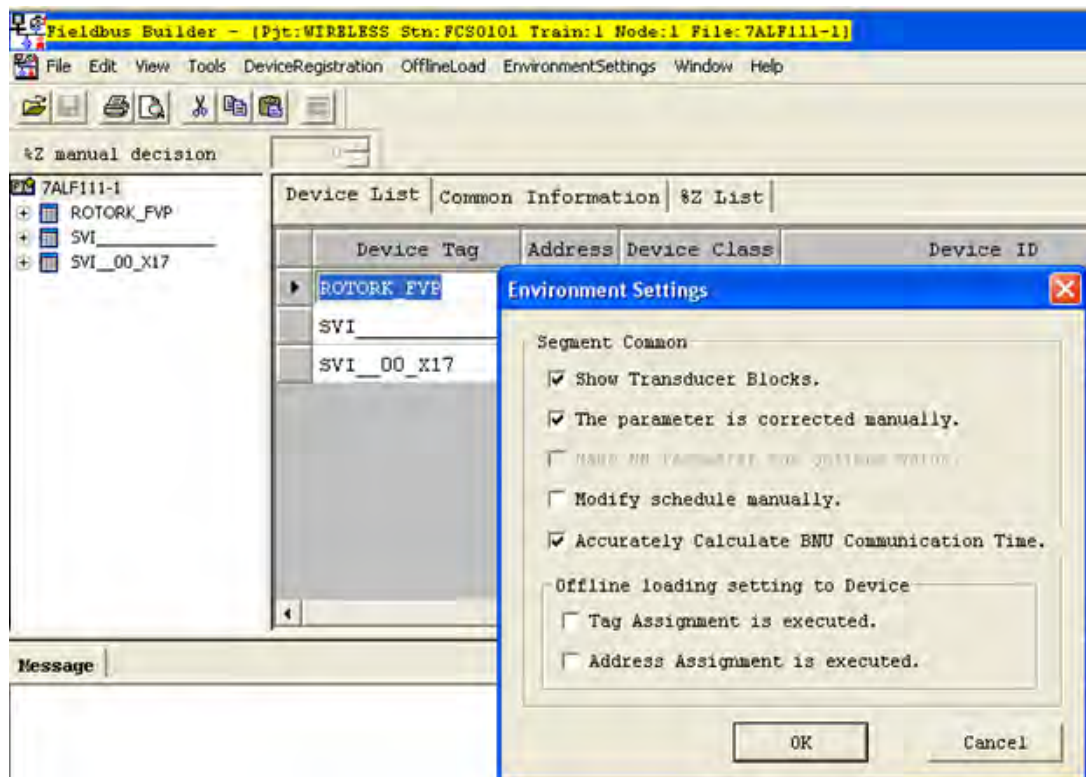 Fieldbus Builder - [Pjt:WIRELESS Stn:FCS0101 Train:1 Node:1 File:7ALF111-1]
File Edit View Tools DeviceRegistration OfflineLoad EnvironmentSettings Window Help
%Z manual decision 0
7ALF111-1
ROTORK_FVP
SVI______________
SVI__00_X17
Device List Common Information %Z List
Device Tag Address Device Class Device ID
ROTORK_FVP
SVI______________
SVI__00_X17
Environment Settings
Segment Common
Show Transducer Blocks.
The parameter is corrected manually.
Modify schedule manually.
Accurately Calculate BNU Communication Time.
Offline loading setting to Device
Tag Assignment is executed.
Address Assignment is executed.
OK Cancel
Message